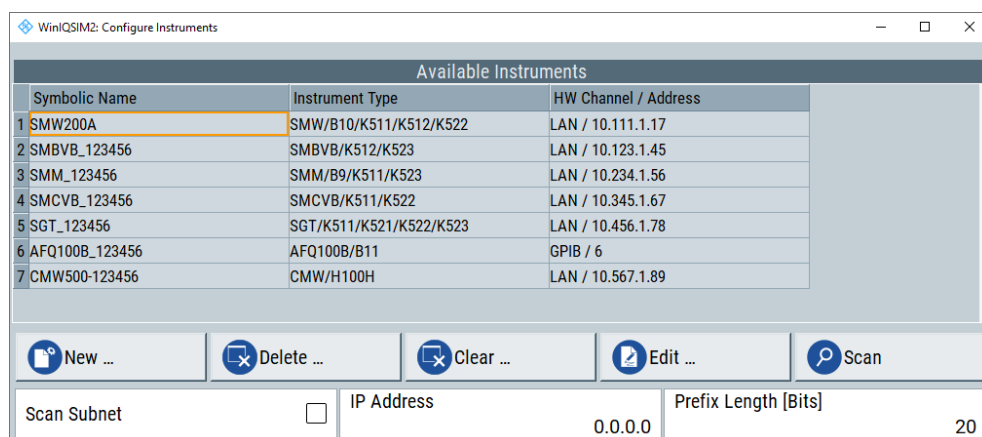 WinIQSIM2: Configure Instruments
Available Instruments
Symbolic Name Instrument Type HW Channel / Address
1 SMW200A SMW/B10/K511/K512/K522 LAN / 10.111.1.17
2 SMBVB_123456 SMBVB/K512/K523 LAN / 10.123.1.45
3 SMM_123456 SMM/B9/K511/K523 LAN / 10.234.1.56
4 SMCVB_123456 SMCVB/K511/K522 LAN / 10.345.1.67
5 SGT_123456 SGT/K511/K521/K522/K523 LAN / 10.456.1.78
6 AFQ100B_123456 AFQ100B/B11 GPIB / 6
7 CMW500-123456 CMW/H100H LAN / 10.567.1.89
New ... Delete ... Clear ... Edit ... Scan
Scan Subnet IP Address Prefix Length [Bits]
0.0.0.0 20